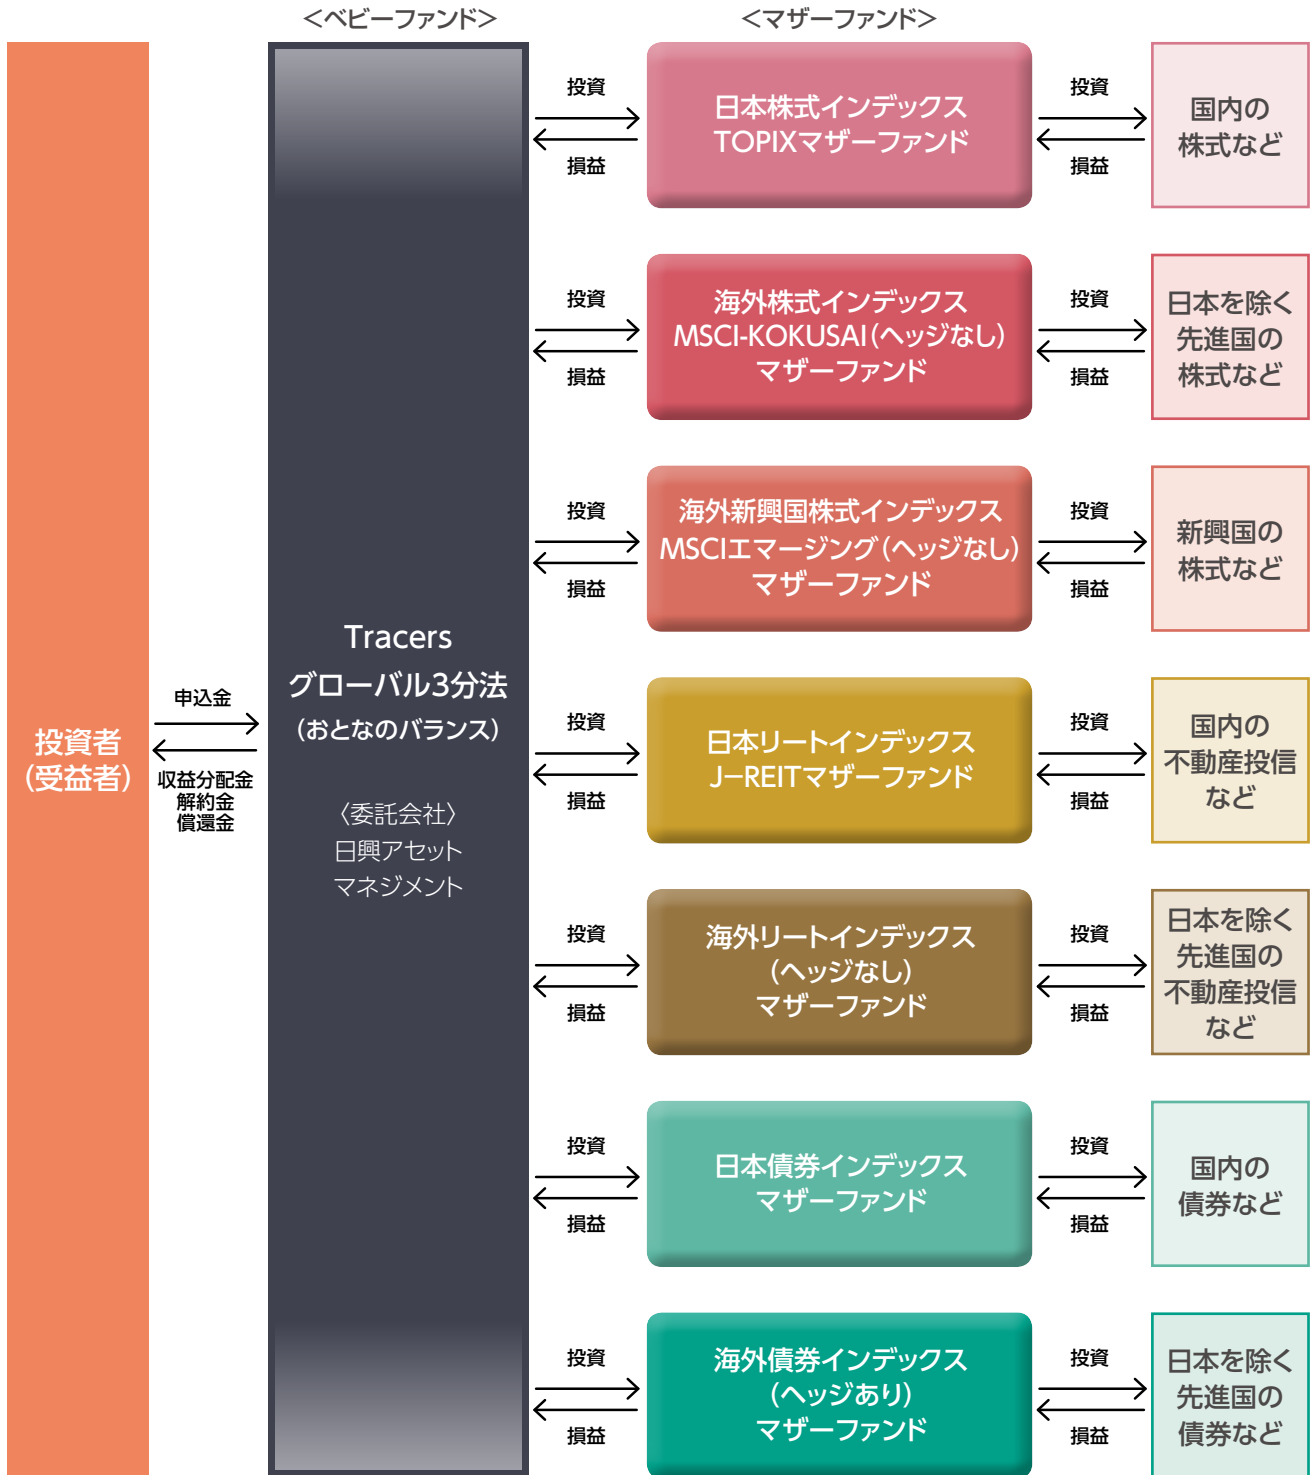 ＜ベビーファンド＞
＜マザーファンド＞
投資者
(受益者)
申込金
収益分配金
解約金
償還金
Tracers
グローバル3分法
(おとなのバランス)
〈委託会社〉
日興アセット
マネジメント
投資
損益
日本株式インデックス
TOPIXマザーファンド
投資
損益
国内の
株式など
投資
損益
海外株式インデックス
MSCI-KOKUSAI(ヘッジなし)
マザーファンド
投資
損益
日本を除く
先進国の
株式など
投資
損益
海外新興国株式インデックス
MSCIエマージング(ヘッジなし)
マザーファンド
投資
損益
新興国の
株式など
投資
損益
日本リートインデックス
J−REITマザーファンド
投資
損益
国内の
不動産投信
など
投資
損益
海外リートインデックス
(ヘッジなし)
マザーファンド
投資
損益
日本を除く
先進国の
不動産投信
など
投資
損益
日本債券インデックス
マザーファンド
投資
損益
国内の
債券など
投資
損益
海外債券インデックス
(ヘッジあり)
マザーファンド
投資
損益
日本を除く
先進国の
債券など